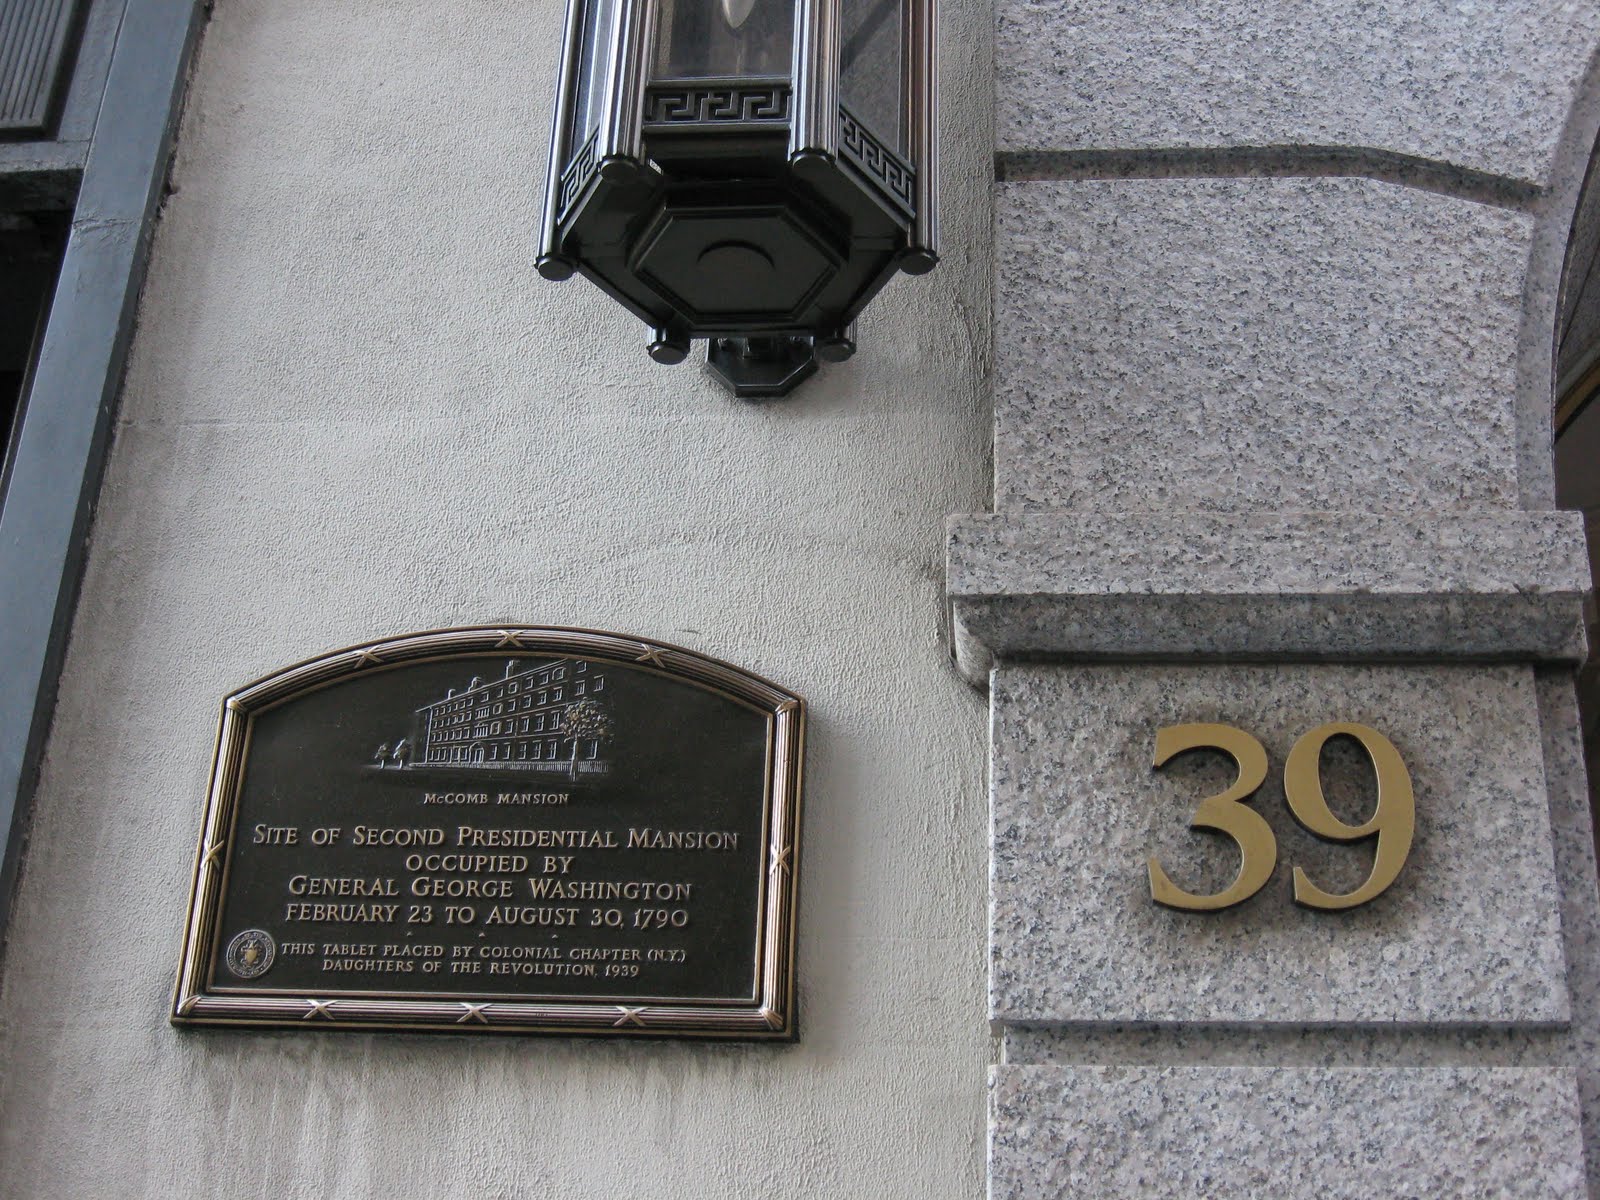 McCOMB MANSION
SITE OF SECOND PRESIDENTIAL MANSION
OCCUPIED BY
GENERAL GEORGE WASHINGTON
FEBRUARY 23 TO AUGUST 30, 1790
THIS TABLET PLACED BY COLONIAL CHAPTER (N.Y.)
DAUGHTERS OF THE REVOLUTION, 1939
39